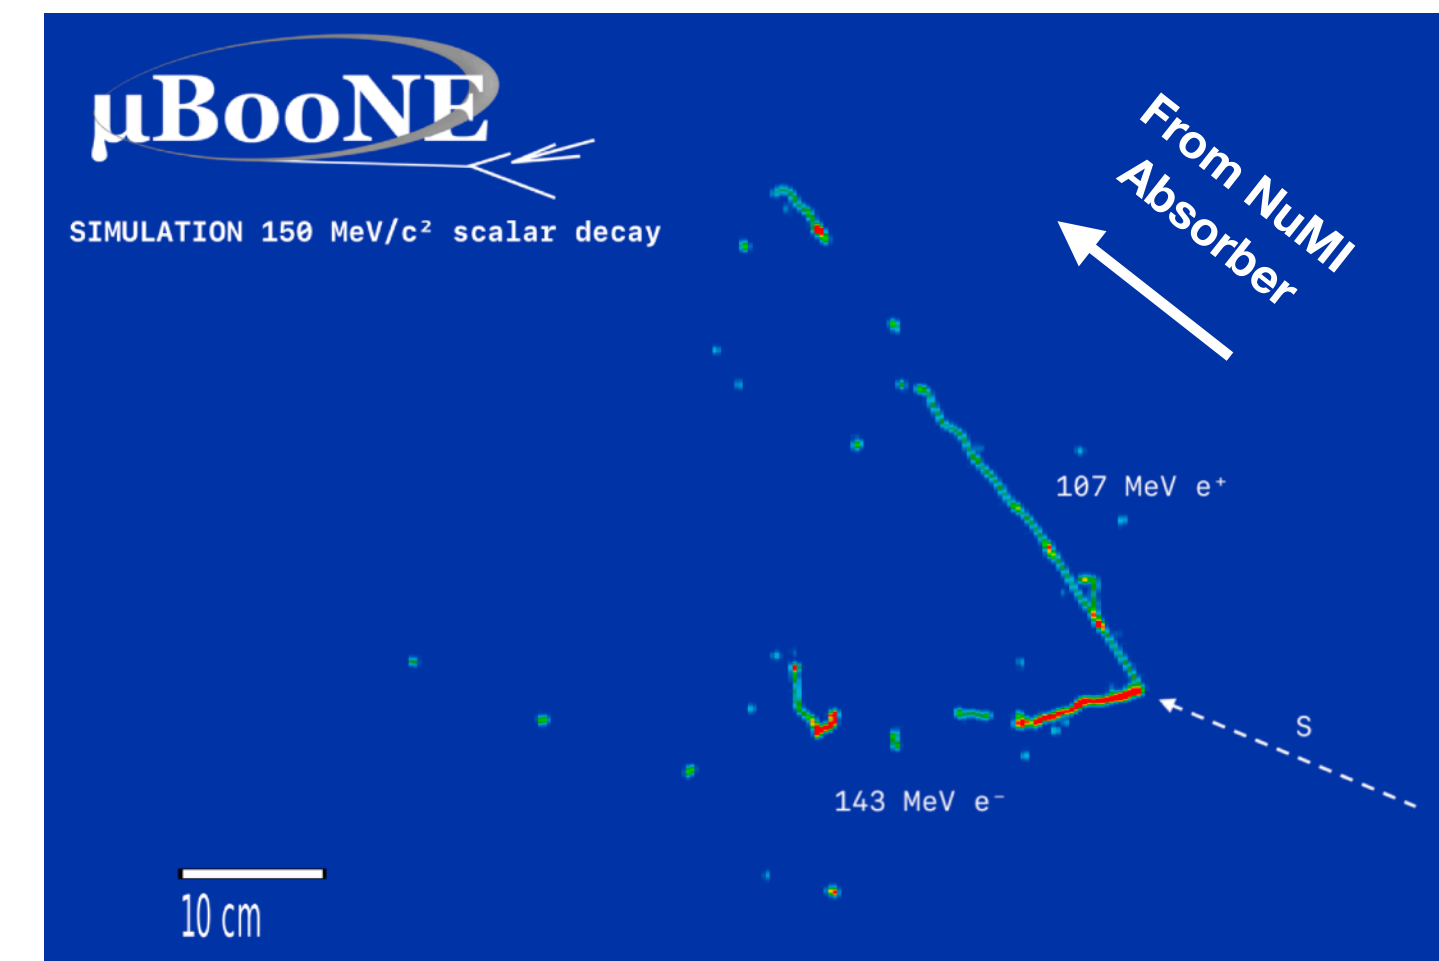 µBooNE
SIMULATION 150 MeV/c² scalar decay
From NuMI
Absorber
107 MeV e⁺
S
143 MeV e⁻
10 cm